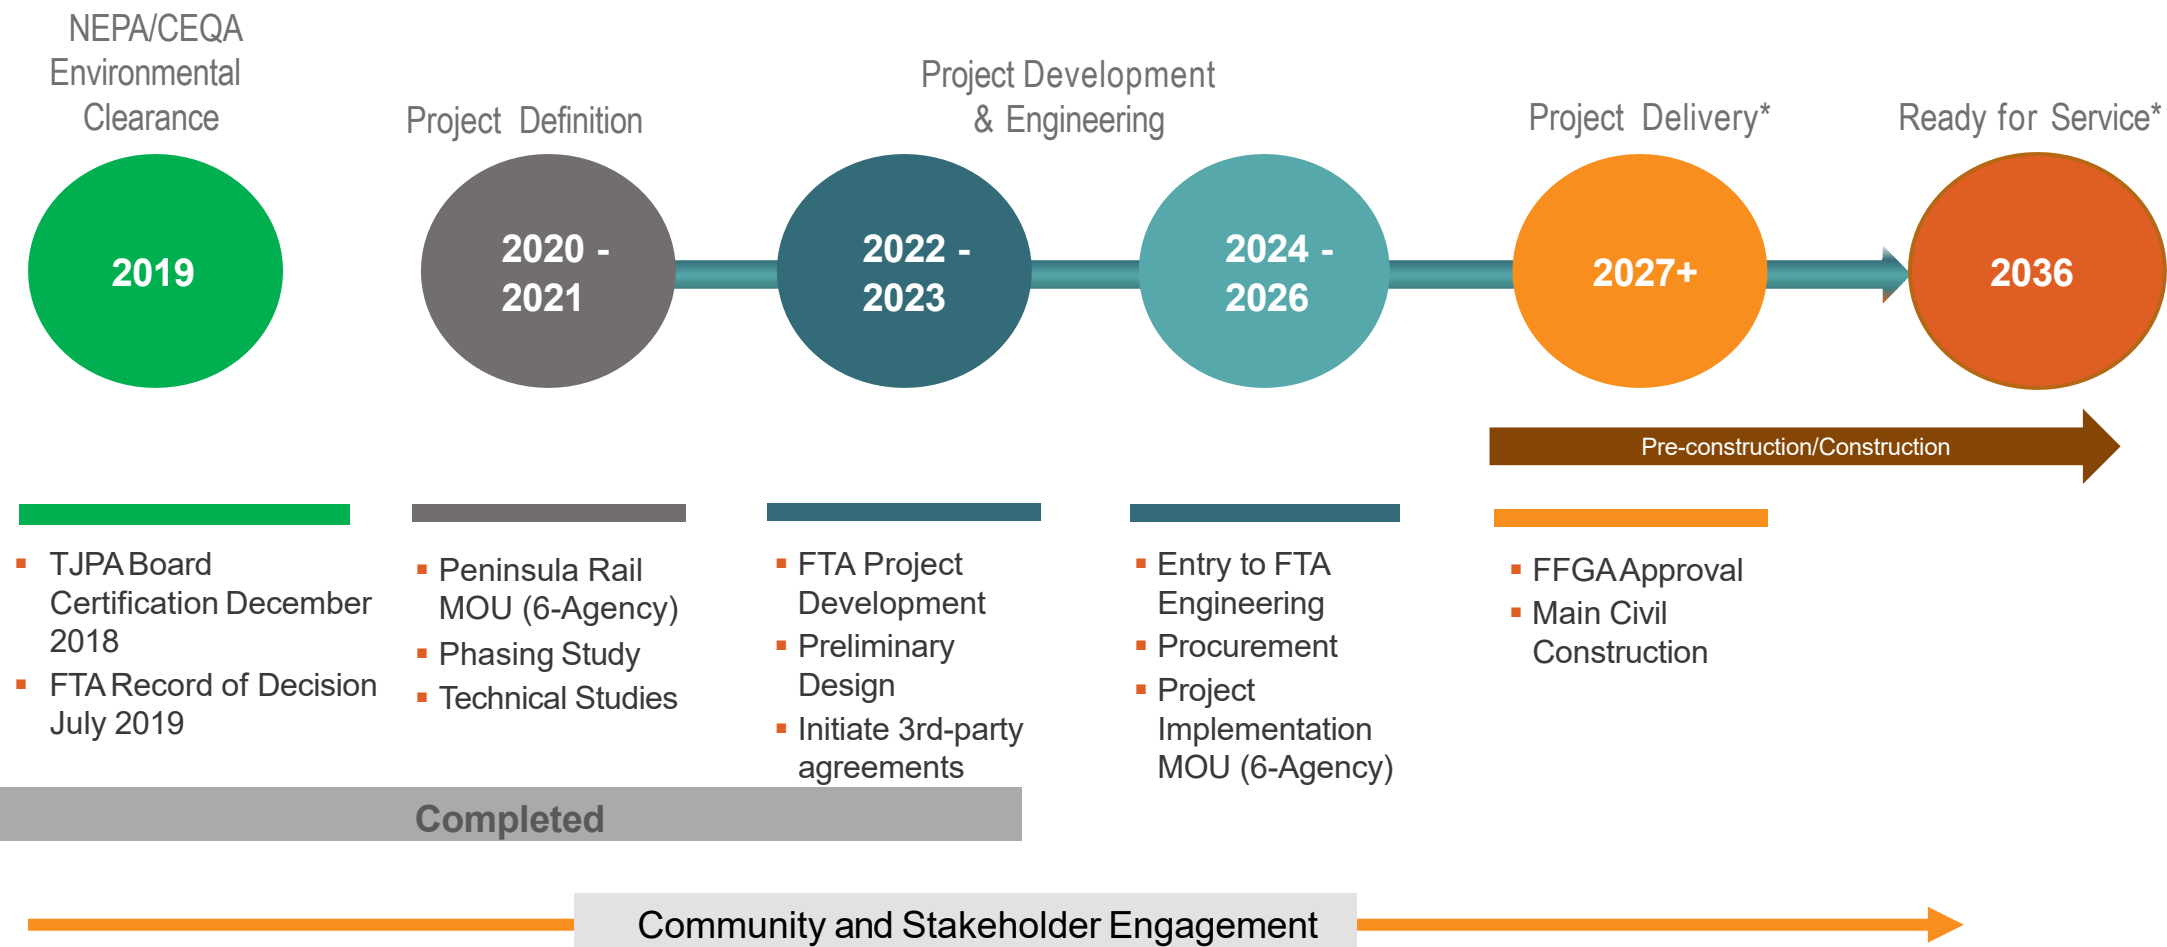 NEPA/CEQA
Environmental
Clearance
Project Definition
Project Development
& Engineering
Project Delivery*
Ready for Service*
2019
2020 -
2021
2022 -
2023
2024 -
2026
2027+
2036
Pre-construction/Construction
▪ TJPA Board
Certification December
2018
▪ FTA Record of Decision
July 2019
▪ Peninsula Rail
MOU (6-Agency)
▪ Phasing Study
▪ Technical Studies
▪ FTA Project
Development
▪ Preliminary
Design
▪ Initiate 3rd-party
agreements
▪ Entry to FTA
Engineering
▪ Procurement
▪ Project
Implementation
MOU (6-Agency)
▪ FFGA Approval
▪ Main Civil
Construction
Completed
Community and Stakeholder Engagement